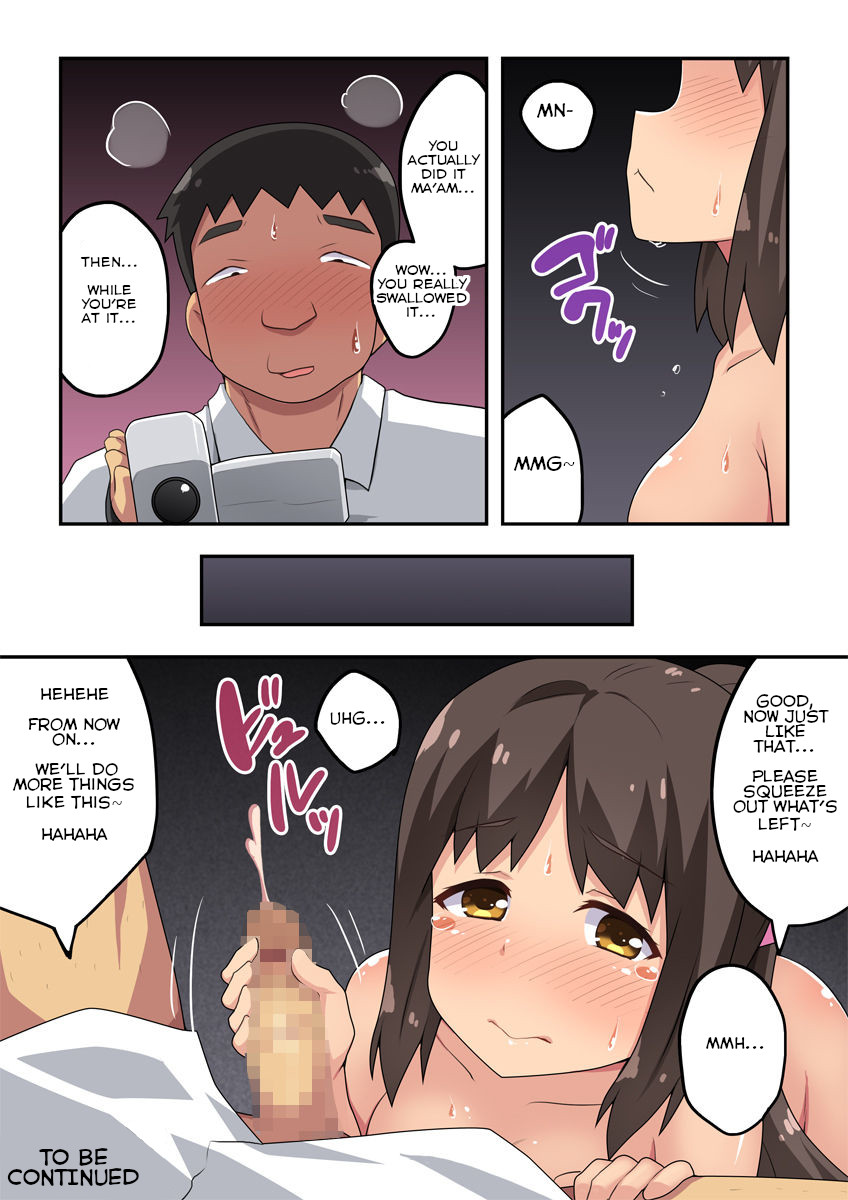 MN-
ゴクッ
MMG~
YOU
ACTUALLY
DID IT
MA'AM...
WOW...
YOU REALLY
SWALLOWED
IT...
THEN...
WHILE
YOU'RE
AT IT...
GOOD,
NOW JUST
LIKE
THAT...
PLEASE
SQUEEZE
OUT WHAT'S
LEFT~
HAHAHA
UHG...
ビュルルッ
MMH...
HEHEHE
FROM NOW
ON...
WE'LL DO
MORE THINGS
LIKE THIS~
HAHAHA
TO BE
CONTINUED